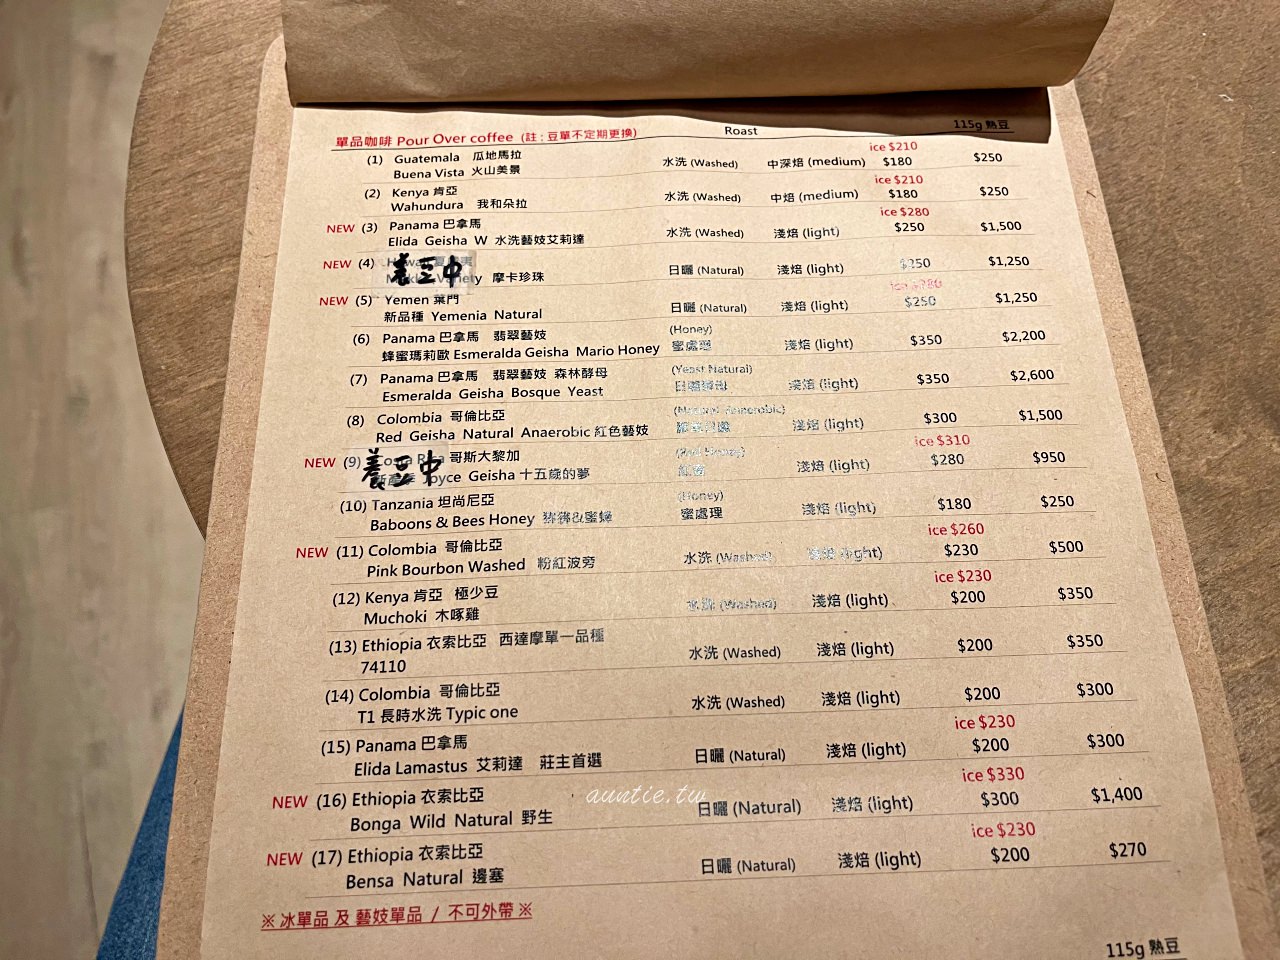 115g 熟豆
單品咖啡 Pour Over coffee (註 : 豆單不定期更換) Roast
ice $210
(1) Guatemala 瓜地馬拉 水洗 (Washed) 中深焙 (medium) $180 $250
Buena Vista 火山美景
ice $210
(2) Kenya 肯亞 水洗 (Washed) 中焙 (medium) $180 $250
Wahundura 我和朵拉
ice $280
NEW (3) Panama 巴拿馬 水洗 (Washed) 淺焙 (light) $250 $1,500
Elida Geisha W 水洗藝妓艾莉達
NEW (4) 養豆中 日曬 (Natural) 淺焙 (light) $250 $1,250
摩卡珍珠
ice $280
NEW (5) Yemen 葉門 日曬 (Natural) 淺焙 (light) $250 $1,250
新品種 Yemenia Natural
(6) Panama 巴拿馬 翡翠藝妓 (Honey)
蜂蜜瑪莉歐 Esmeralda Geisha Mario Honey 蜜處理 淺焙 (light) $350 $2,200
(7) Panama 巴拿馬 翡翠藝妓 森林酵母 (Yeast Natural)
Esmeralda Geisha Bosque Yeast 日曬酵母 (light) $350 $2,600
(8) Colombia 哥倫比亞 (Natural Anaerobic)
Red Geisha Natural Anaerobic 紅色藝妓 淺焙 (light) $300 $1,500
ice $310
NEW (9) 養豆中 Costa Rica 哥斯大黎加 紅蜜 淺焙 (light) $280 $950
Joyce Geisha 十五歲的夢
(10) Tanzania 坦尚尼亞 (Honey)
Baboons & Bees Honey 狒狒&蜜蜂 蜜處理 淺焙 (light) $180 $250
ice $260
NEW (11) Colombia 哥倫比亞 水洗 (Washed) 淺焙 (light) $230 $500
Pink Bourbon Washed 粉紅波旁
ice $230
(12) Kenya 肯亞 極少豆 水洗 (Washed) 淺焙 (light) $200 $350
Muchoki 木啄雞
(13) Ethiopia 衣索比亞 西達摩單一品種 水洗 (Washed) 淺焙 (light) $200 $350
74110
(14) Colombia 哥倫比亞 水洗 (Washed) 淺焙 (light) $200 $300
T1 長時水洗 Typic one
ice $230
(15) Panama 巴拿馬 日曬 (Natural) 淺焙 (light) $200 $300
Elida Lamastus 艾莉達 莊主首選
auntie.tw
ice $330
NEW (16) Ethiopia 衣索比亞 日曬 (Natural) 淺焙 (light) $300 $1,400
Bonga Wild Natural 野生
ice $230
NEW (17) Ethiopia 衣索比亞 日曬 (Natural) 淺焙 (light) $200 $270
Bensa Natural 邊塞
※ 冰單品 及 藝妓單品 / 不可外帶 ※
115g 熟豆